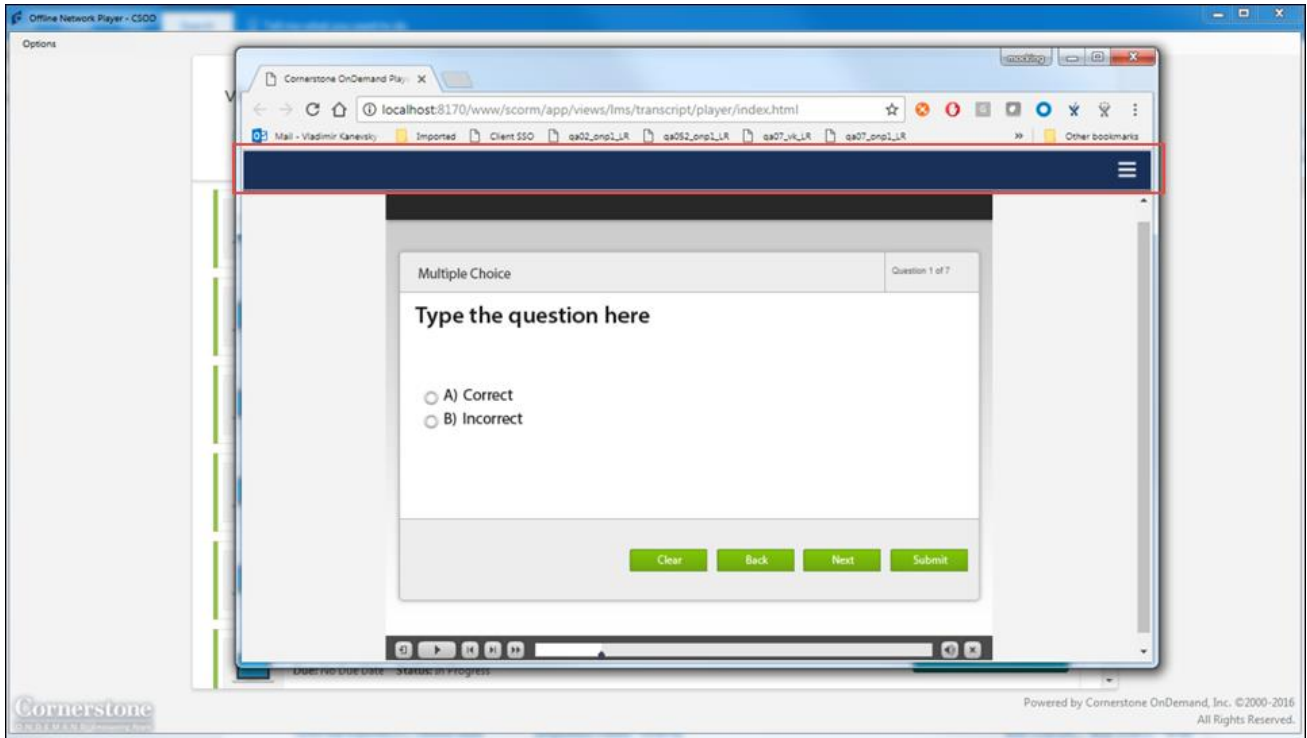 Offline Network Player - CSOD
Options
mocking
Cornerstone OnDemand Play
localhost:8170/www/scorm/app/views/lms/transcript/player/index.html
Mail - Vladimir Kanevsky Imported Client SSO qa02_onp1_LR qa052_onp1_LR qa07_vk_LR qa07_onp1_LR » Other bookmarks
V
Multiple Choice Question 1 of 7
Type the question here
A) Correct
B) Incorrect
Clear Back Next Submit
Due: No Due Date Status: In Progress
Cornerstone
Powered by Cornerstone OnDemand, Inc. ©2000-2016
All Rights Reserved.